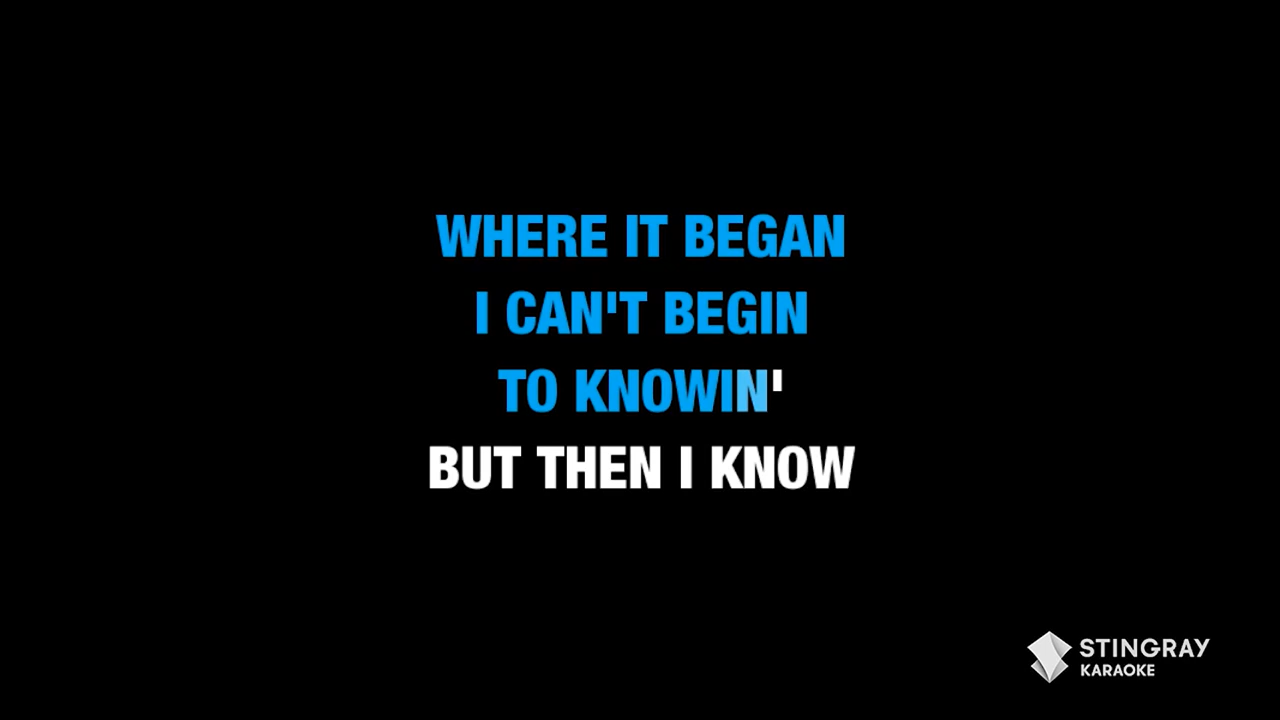 WHERE IT BEGAN
I CAN'T BEGIN
TO KNOWIN'
BUT THEN I KNOW
STINGRAY
KARAOKE